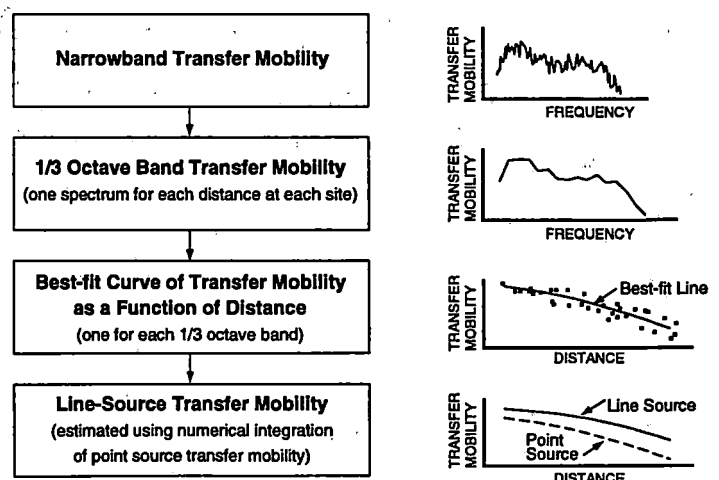 Narrowband Transfer Mobility
TRANSFER
MOBILITY
FREQUENCY
1/3 Octave Band Transfer Mobility
(one spectrum for each distance at each site)
TRANSFER
MOBILITY
FREQUENCY
Best-fit Curve of Transfer Mobility
as a Function of Distance
(one for each 1/3 octave band)
TRANSFER
MOBILITY
Best-fit Line
DISTANCE
Line-Source Transfer Mobility
(estimated using numerical integration
of point source transfer mobility)
TRANSFER
MOBILITY
Line Source
Point
Source
DISTANCE